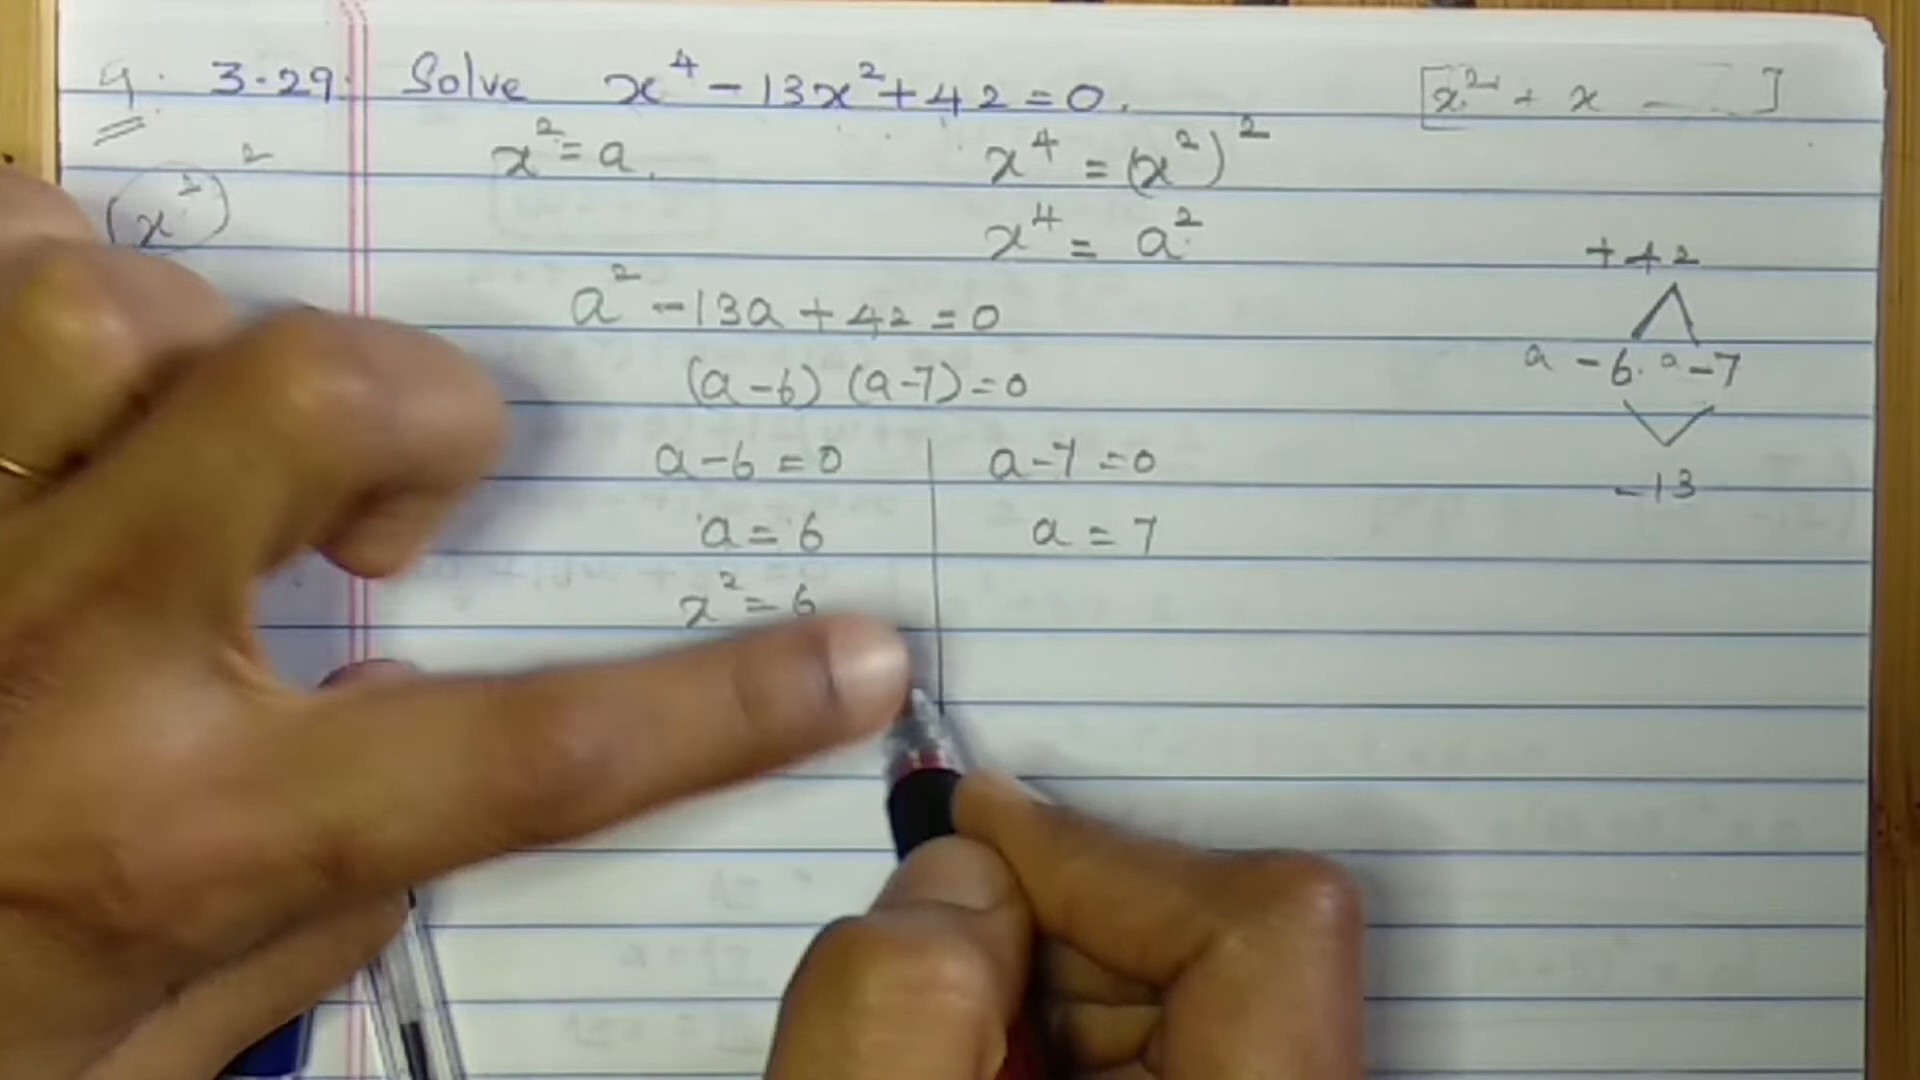 9. 3.29. Solve x⁴ - 13x² + 42 = 0. [x² + x — ]
x² = a. x⁴ = (x²)²
(x²)²
x⁴ = a²
+42
a² - 13a + 42 = 0
a - 6. a - 7
(a - 6) (a - 7) = 0
a - 6 = 0 a - 7 = 0
-13
a = 6 a = 7
x² = 6